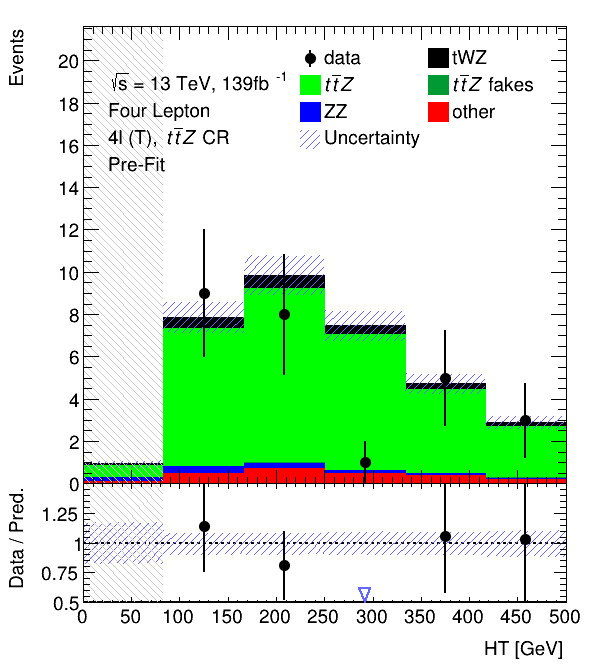 Events
20
18
16
14
12
10
8
6
4
2
0
√s = 13 TeV, 139fb⁻¹
Four Lepton
4l (T), tt̄Z CR
Pre-Fit
data
tWZ
tt̄Z
tt̄Z fakes
ZZ
other
Uncertainty
Data / Pred.
1.25
1
0.75
0.5
0 50 100 150 200 250 300 350 400 450 500
HT [GeV]